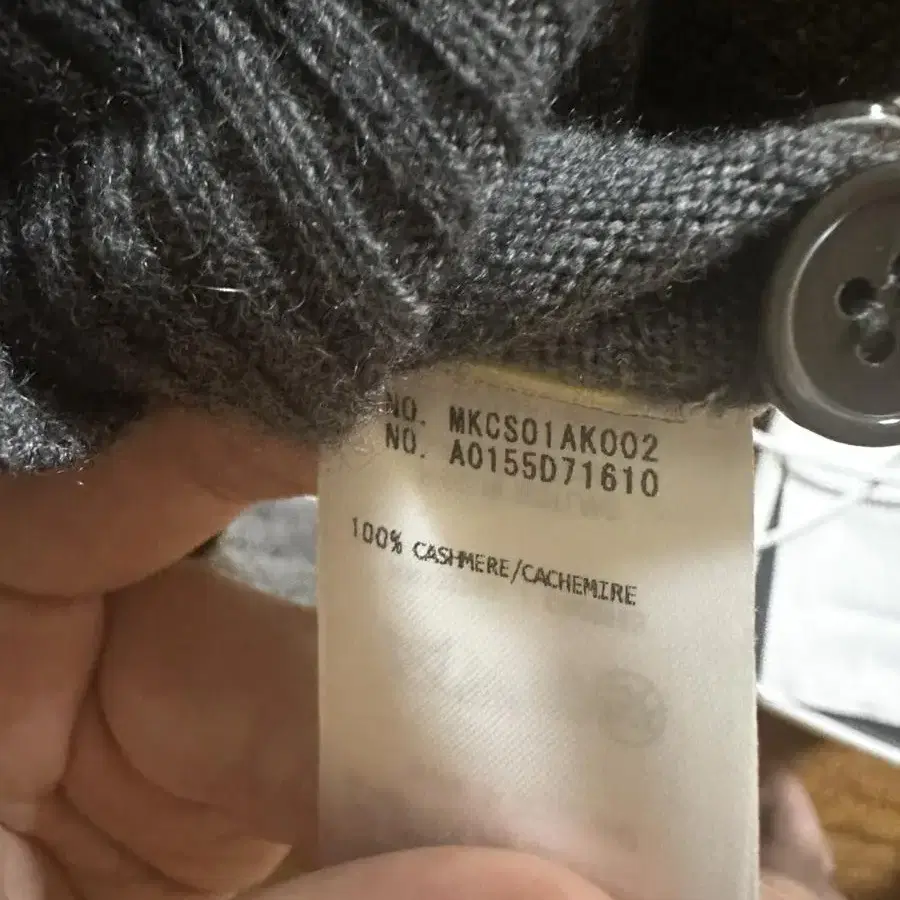 NO. MKCS01AK002
NO. A0155D71610
100% CASHMERE/CACHEMIRE